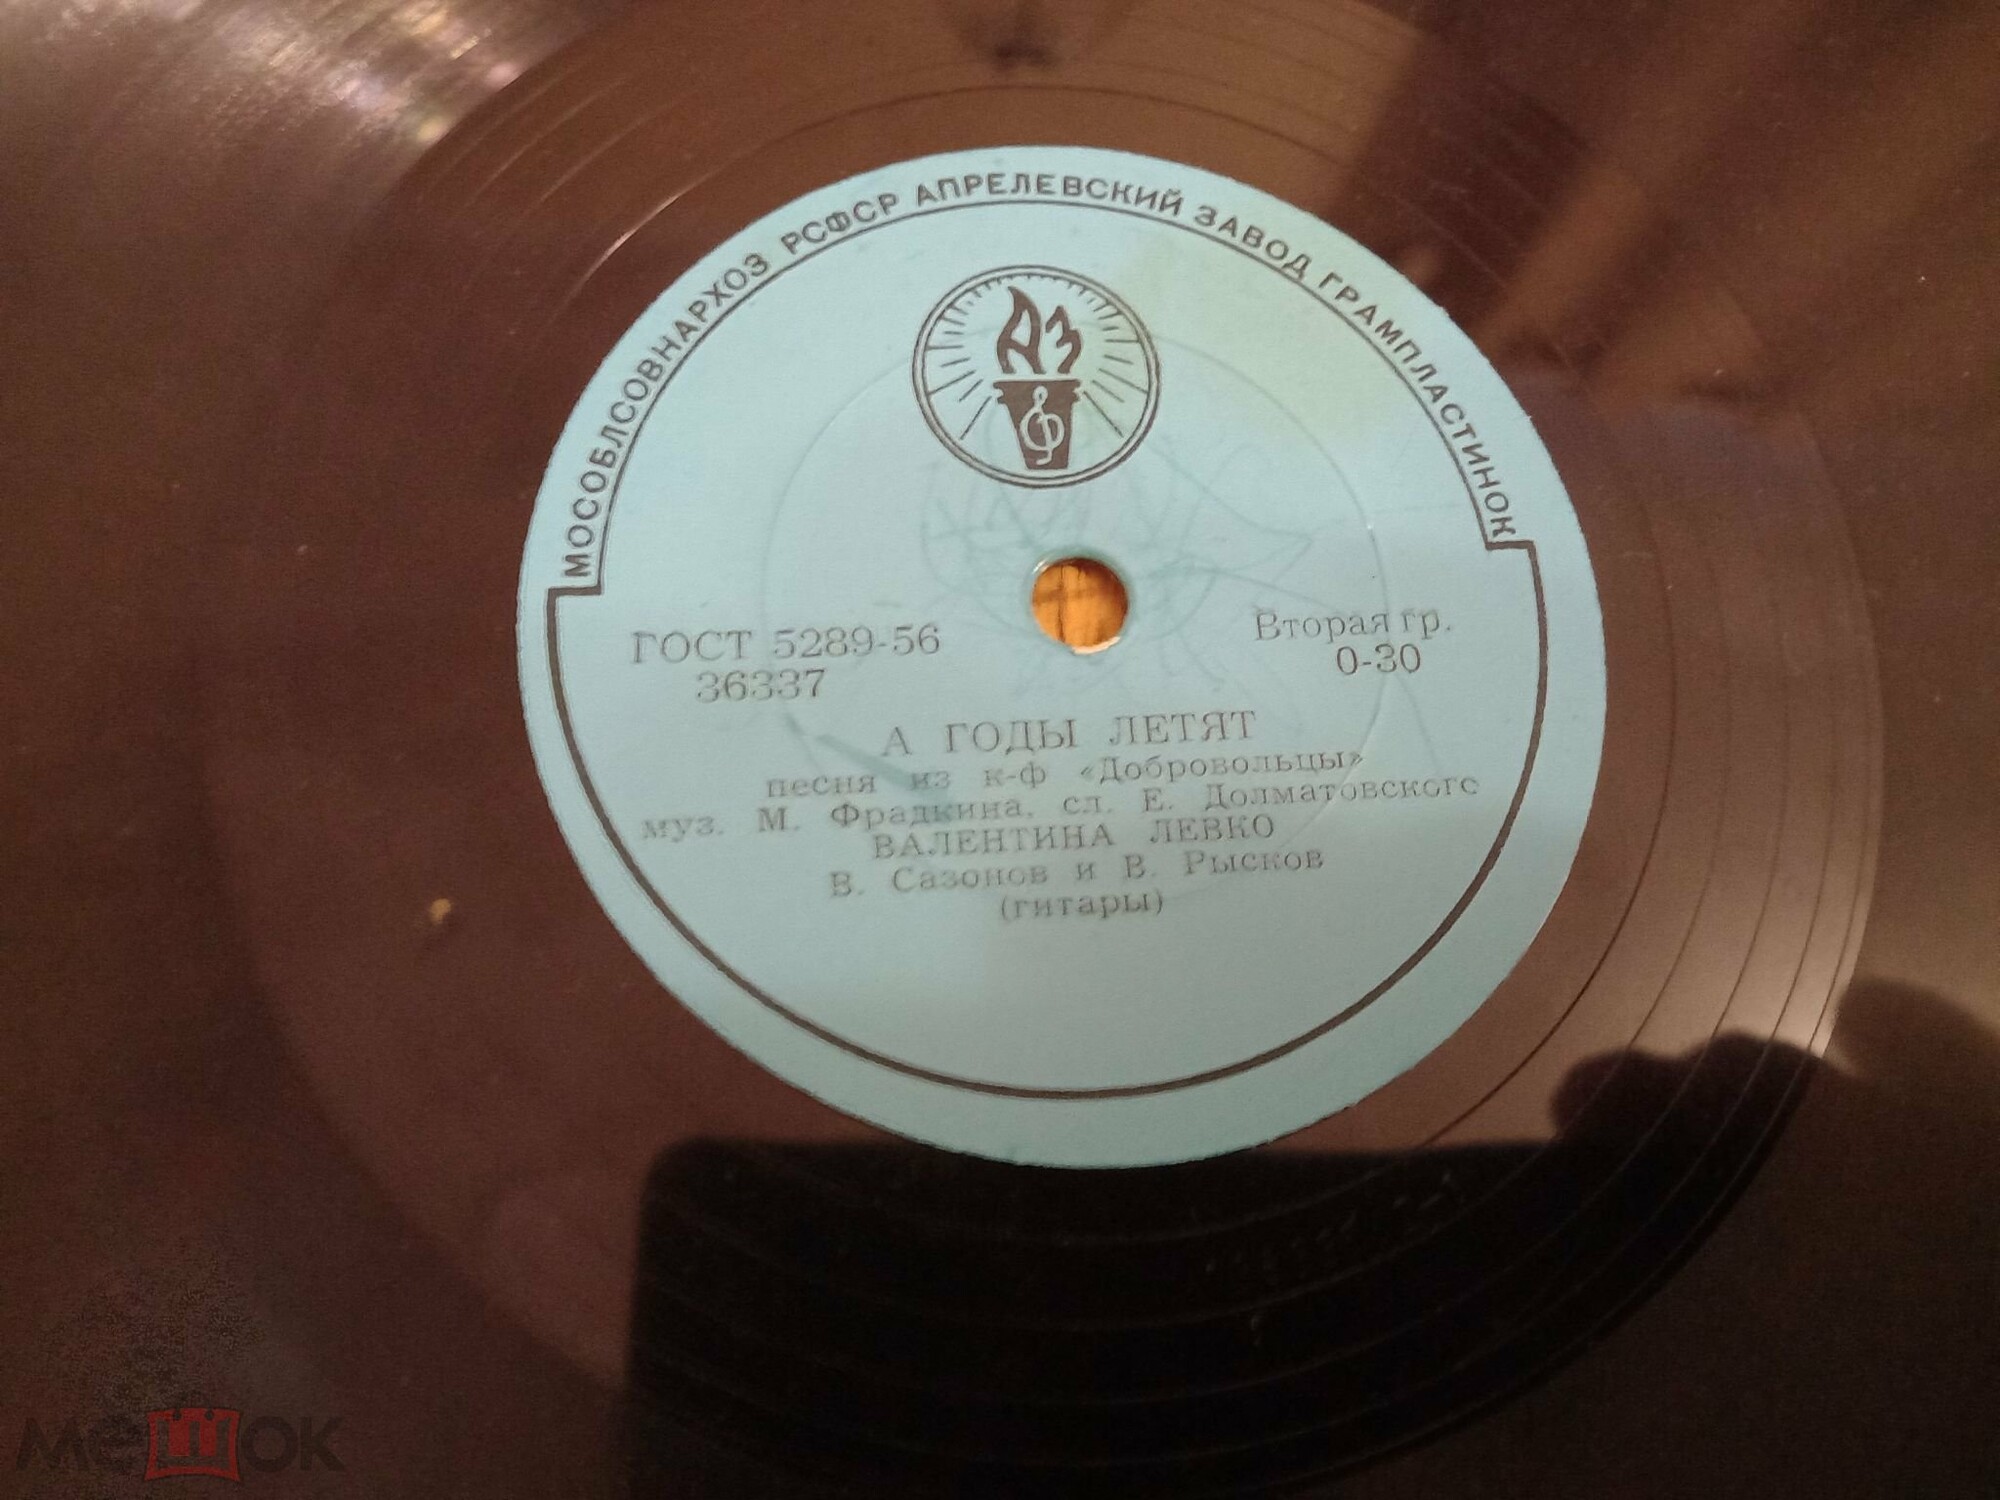 МОСОБЛСОВНАРХОЗ РСФСР АПРЕЛЕВСКИЙ ЗАВОД ГРАМПЛАСТИНОК
АЗ
ГОСТ 5289-56
36337
Вторая гр.
0-30
А ГОДЫ ЛЕТЯТ
песня из к-ф «Добровольцы»
муз. М. Фрадкина, сл. Е. Долматовского
ВАЛЕНТИНА ЛЕВКО
В. Сазонов и В. Рысков
(гитары)
мешок